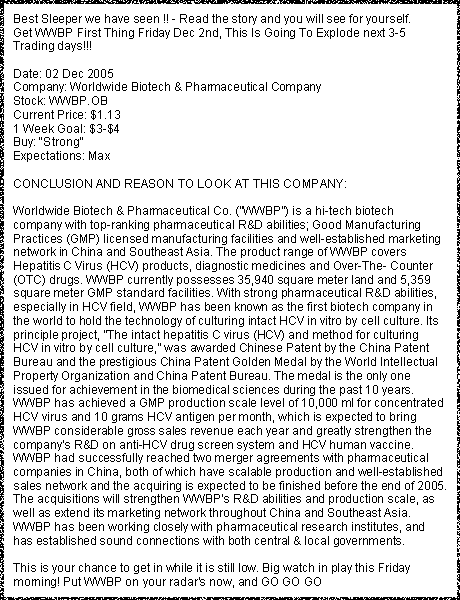 Best Sleeper we have seen !! - Read the story and you will see for yourself.
Get WWBP First Thing Friday Dec 2nd, This Is Going To Explode next 3-5
Trading days!!!
Date: 02 Dec 2005
Company: Worldwide Biotech & Pharmaceutical Company
Stock: WWBP.OB
Current Price: $1.13
1 Week Goal: $3-$4
Buy: "Strong"
Expectations: Max
CONCLUSION AND REASON TO LOOK AT THIS COMPANY:
Worldwide Biotech & Pharmaceutical Co. ("WWBP") is a hi-tech biotech
company with top-ranking pharmaceutical R&D abilities; Good Manufacturing
Practices (GMP) licensed manufacturing facilities and well-established marketing
network in China and Southeast Asia. The product range of WWBP covers
Hepatitis C Virus (HCV) products, diagnostic medicines and Over-The- Counter
(OTC) drugs. WWBP currently possesses 35,940 square meter land and 5,359
square meter GMP standard facilities. With strong pharmaceutical R&D abilities,
especially in HCV field, WWBP has been known as the first biotech company in
the world to hold the technology of culturing intact HCV in vitro by cell culture. Its
principle project, "The intact hepatitis C virus (HCV) and method for culturing
HCV in vitro by cell culture," was awarded Chinese Patent by the China Patent
Bureau and the prestigious China Patent Golden Medal by the World Intellectual
Property Organization and China Patent Bureau. The medal is the only one
issued for achievement in the biomedical sciences during the past 10 years.
WWBP has achieved a GMP production scale level of 10,000 ml for concentrated
HCV virus and 10 grams HCV antigen per month, which is expected to bring
WWBP considerable gross sales revenue each year and greatly strengthen the
company's R&D on anti-HCV drug screen system and HCV human vaccine.
WWBP had successfully reached two merger agreements with pharmaceutical
companies in China, both of which have scalable production and well-established
sales network and the acquiring is expected to be finished before the end of 2005.
The acquisitions will strengthen WWBP's R&D abilities and production scale, as
well as extend its marketing network throughout China and Southeast Asia.
WWBP has been working closely with pharmaceutical research institutes, and
has established sound connections with both central & local governments.
This is your chance to get in while it is still low. Big watch in play this Friday
morning! Put WWBP on your radar's now, and GO GO GO